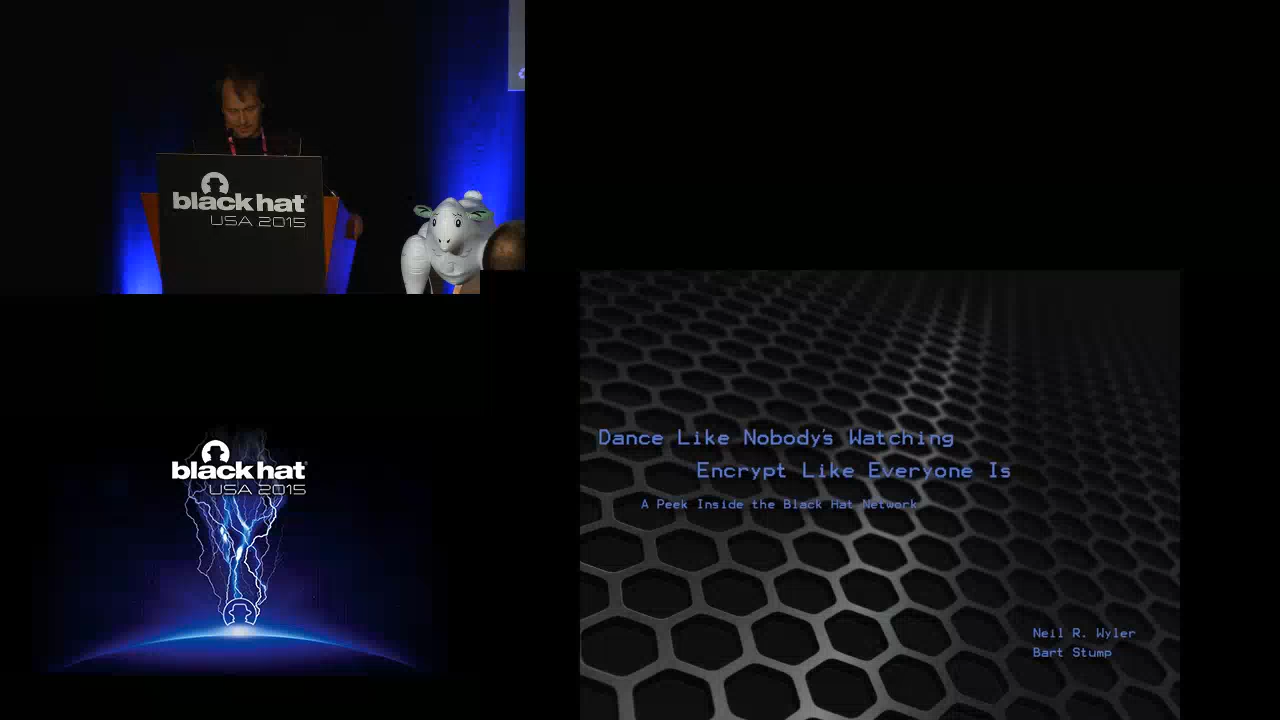 black hat
USA 2015
black hat
USA 2015
Dance Like Nobody's Watching
Encrypt Like Everyone Is
A Peek Inside the Black Hat Network
Neil R. Wyler
Bart Stump